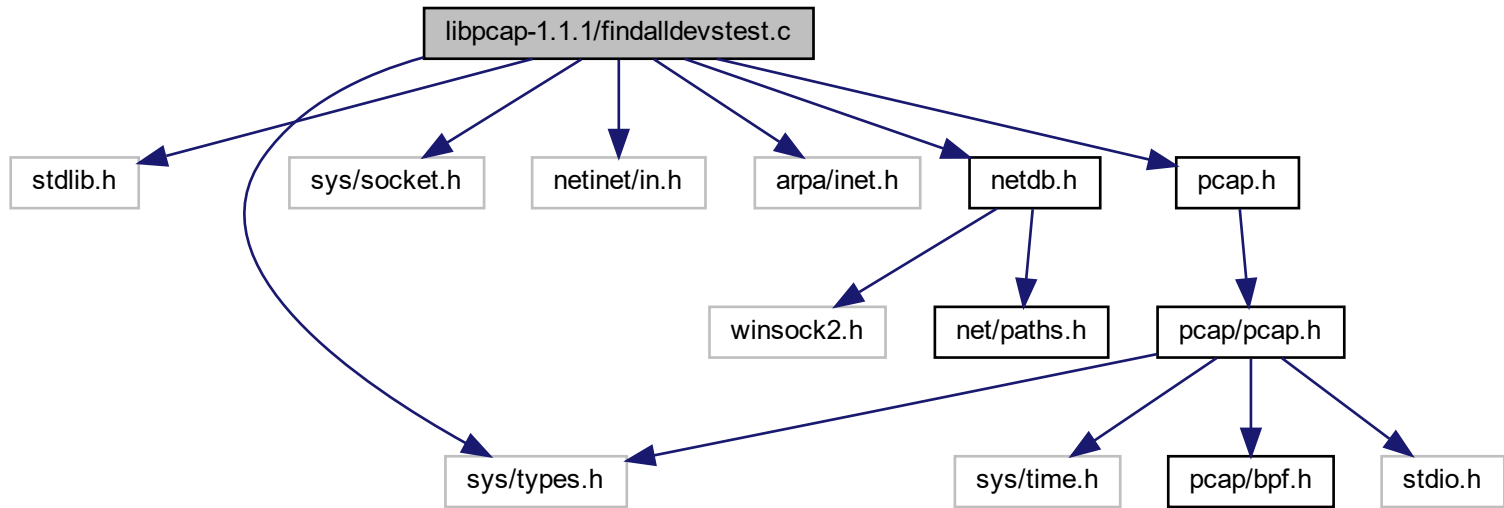 libpcap-1.1.1/findalldevstest.c
stdlib.h
sys/socket.h
netinet/in.h
arpa/inet.h
netdb.h
pcap.h
winsock2.h
net/paths.h
pcap/pcap.h
sys/types.h
sys/time.h
pcap/bpf.h
stdio.h